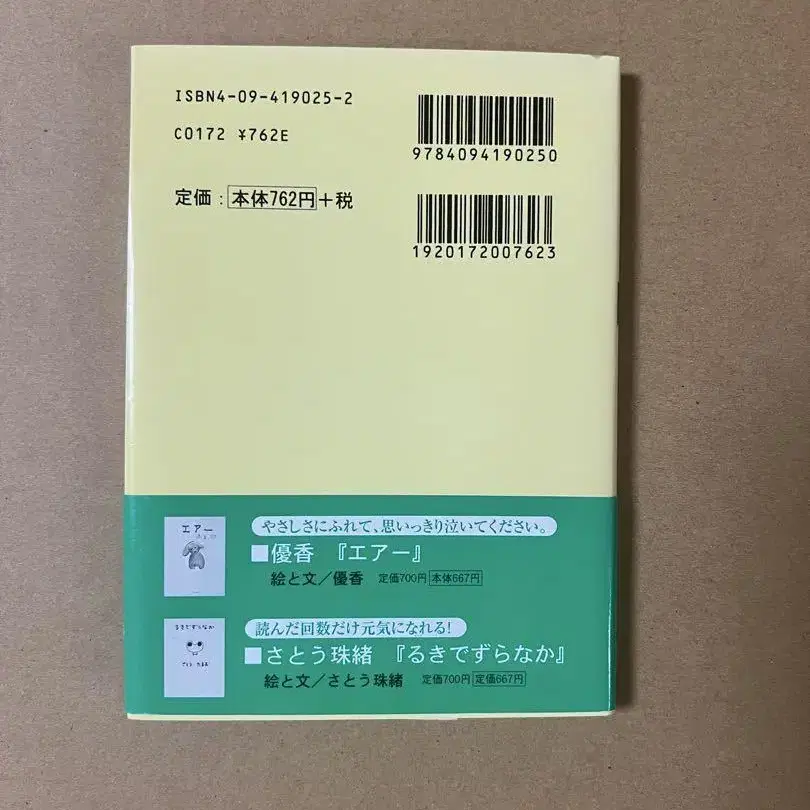 ISBN4-09-419025-2
C0172 ¥762E
9784094190250
定価：本体762円＋税
1920172007623
エアー
やさしさにふれて、思いっきり泣いてください。
■優香 『エアー』
絵と文／優香 定価700円 本体667円
るきでずらなか
さとう たまお
読んだ回数だけ元気になれる！
■さとう珠緒 『るきでずらなか』
絵と文／さとう珠緒 定価700円 定価667円